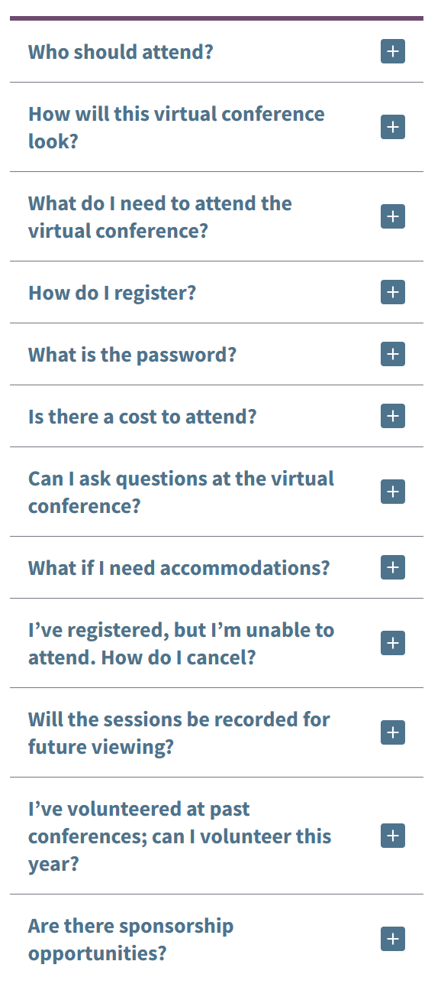 Who should attend?
How will this virtual conference
look?
What do I need to attend the
virtual conference?
How do I register?
What is the password?
Is there a cost to attend?
Can I ask questions at the virtual
conference?
What if I need accommodations?
I’ve registered, but I’m unable to
attend. How do I cancel?
Will the sessions be recorded for
future viewing?
I’ve volunteered at past
conferences; can I volunteer this
year?
Are there sponsorship
opportunities?